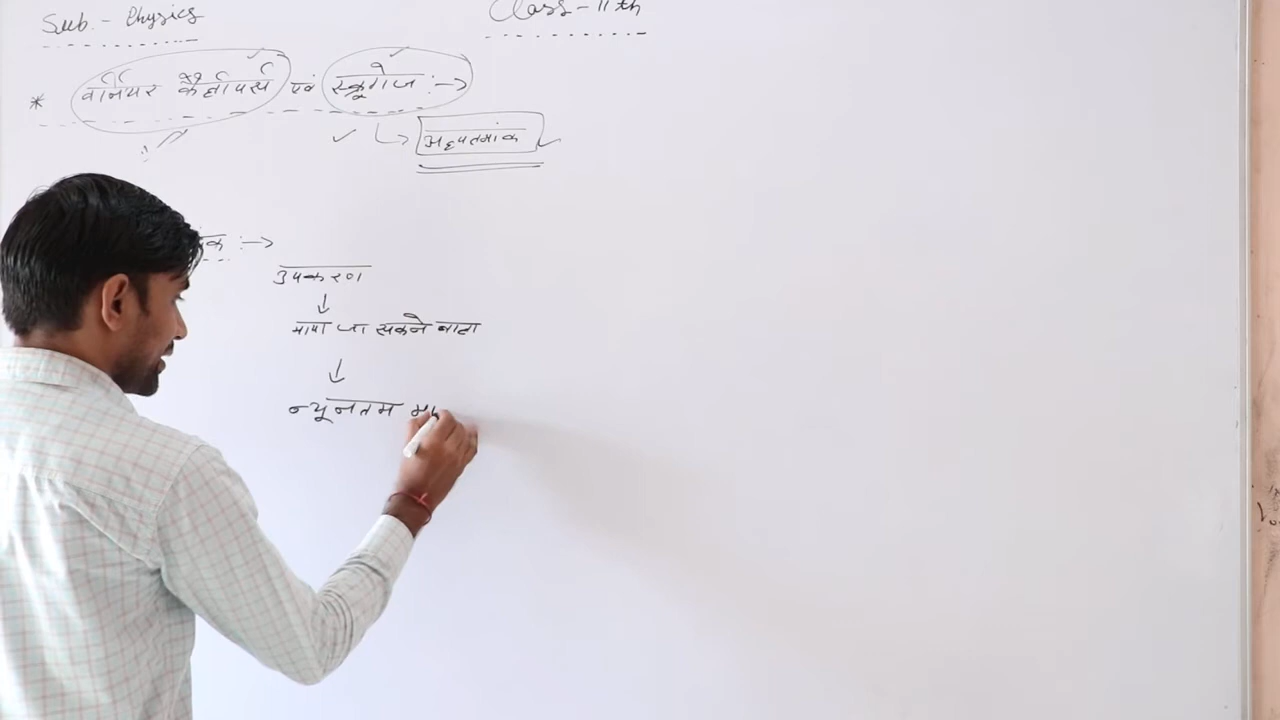 Sub. - Physics
Class - 11th
* वर्नियर कैलीपर्स एवं स्क्रूगेज :->
अल्पतमांक
क :->
उपकरण
मापा जा सकने वाला
न्यूनतम